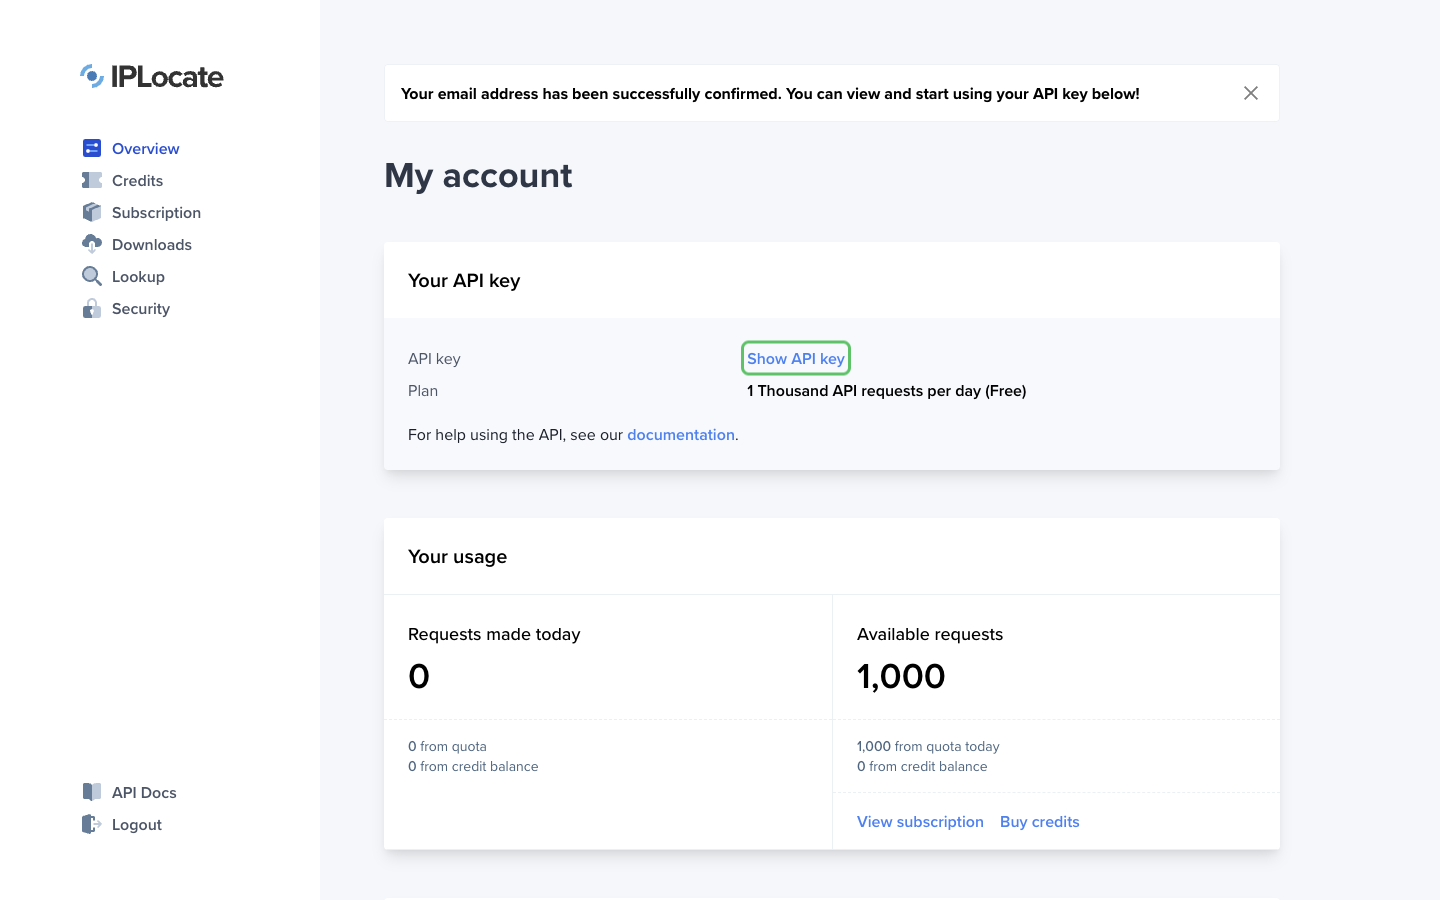 IPLocate
Overview
Credits
Subscription
Downloads
Lookup
Security
API Docs
Logout
Your email address has been successfully confirmed. You can view and start using your API key below!
My account
Your API key
API key
Show API key
Plan
1 Thousand API requests per day (Free)
For help using the API, see our documentation.
Your usage
Requests made today
0
0 from quota
0 from credit balance
Available requests
1,000
1,000 from quota today
0 from credit balance
View subscription Buy credits